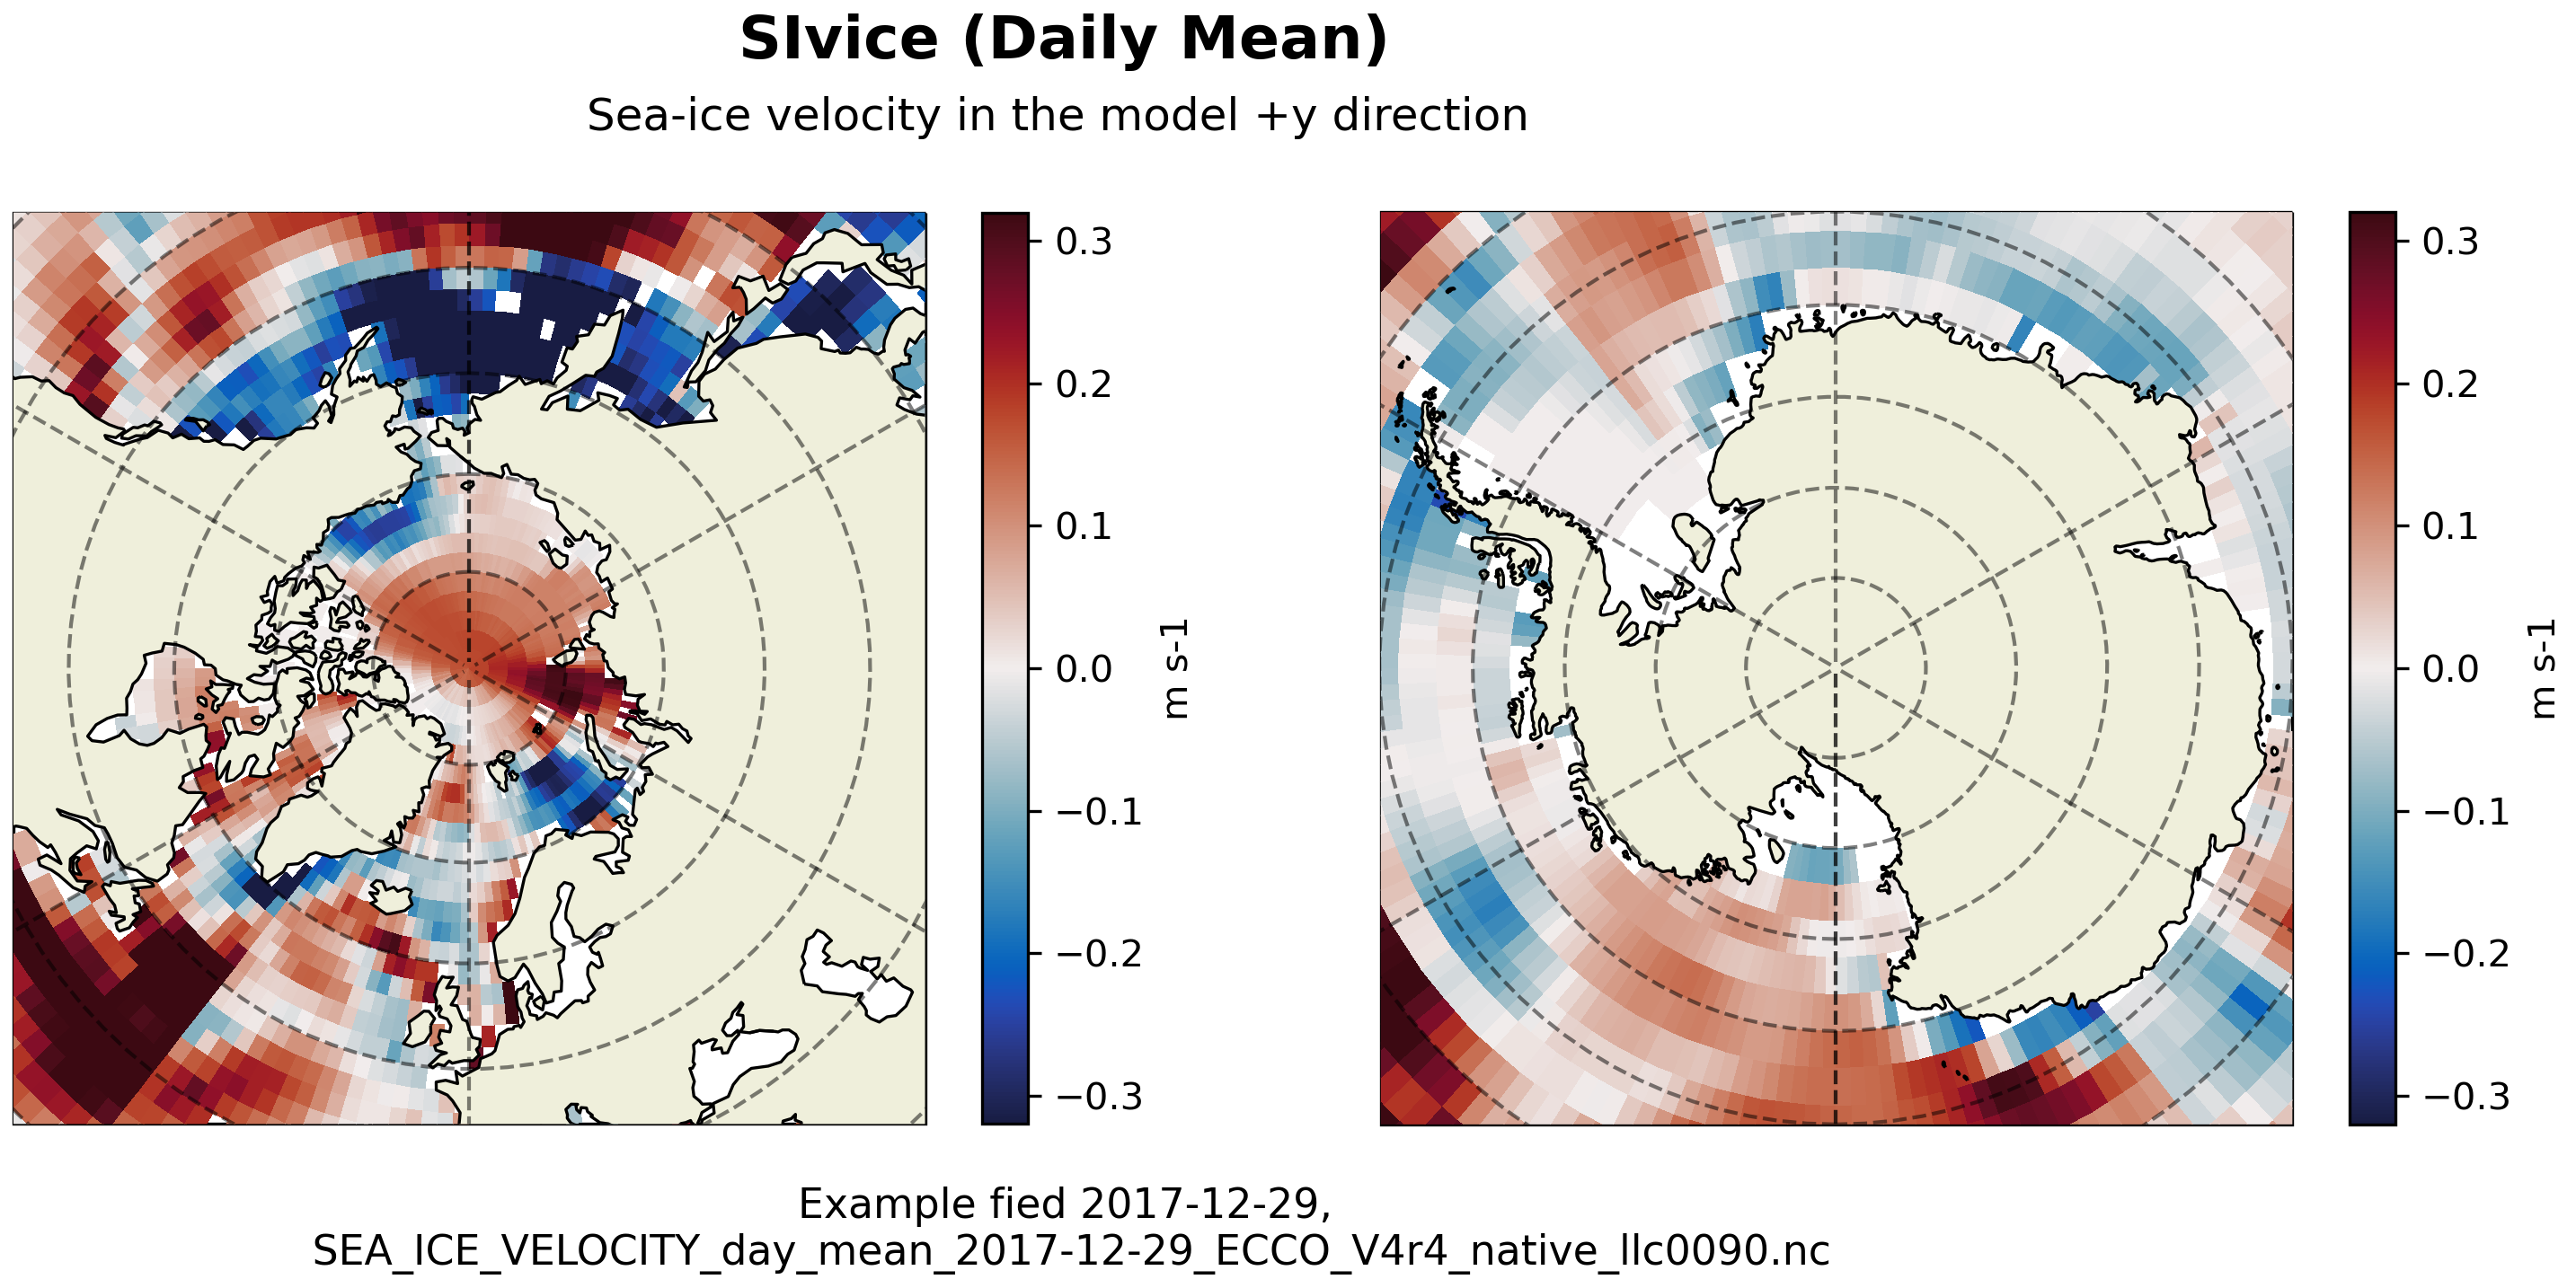 SIvice (Daily Mean)
Sea-ice velocity in the model +y direction
0.3
0.2
0.1
0.0
−0.1
−0.2
−0.3
m s-1
0.3
0.2
0.1
0.0
−0.1
−0.2
−0.3
m s-1
Example fied 2017-12-29,
SEA_ICE_VELOCITY_day_mean_2017-12-29_ECCO_V4r4_native_llc0090.nc